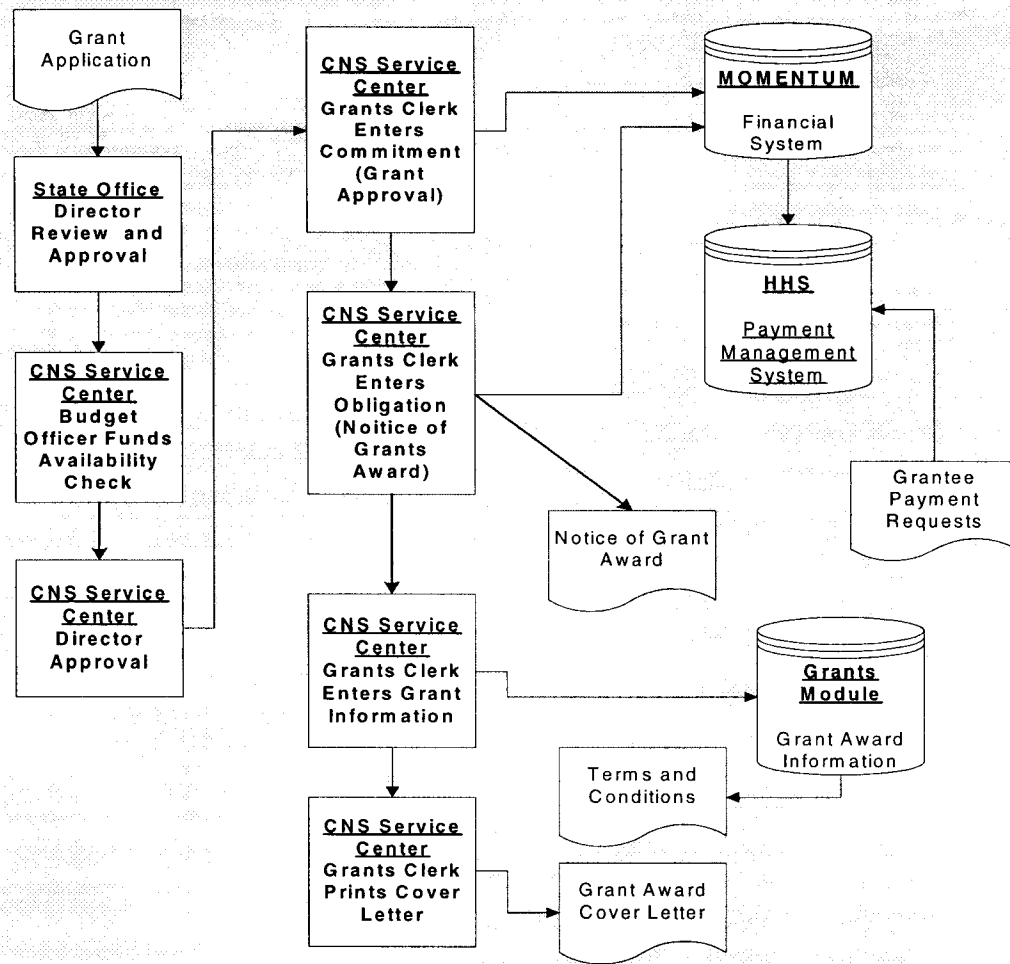 Grant
Application
State Office
Director
Review and
Approval
CNS Service
Center
Budget
Officer Funds
Availability
Check
CNS Service
Center
Director
Approval
CNS Service
Center
Grants Clerk
Enters
Commitment
(Grant
Approval)
CNS Service
Center
Grants Clerk
Enters
Obligation
(Noitice of
Grants
Award)
CNS Service
Center
Grants Clerk
Enters Grant
Information
CNS Service
Center
Grants Clerk
Prints Cover
Letter
MOMENTUM
Financial
System
HHS
Payment
Management
System
Grantee
Payment
Requests
Notice of Grant
Award
Grants
Module
Grant Award
Information
Terms and
Conditions
Grant Award
Cover Letter